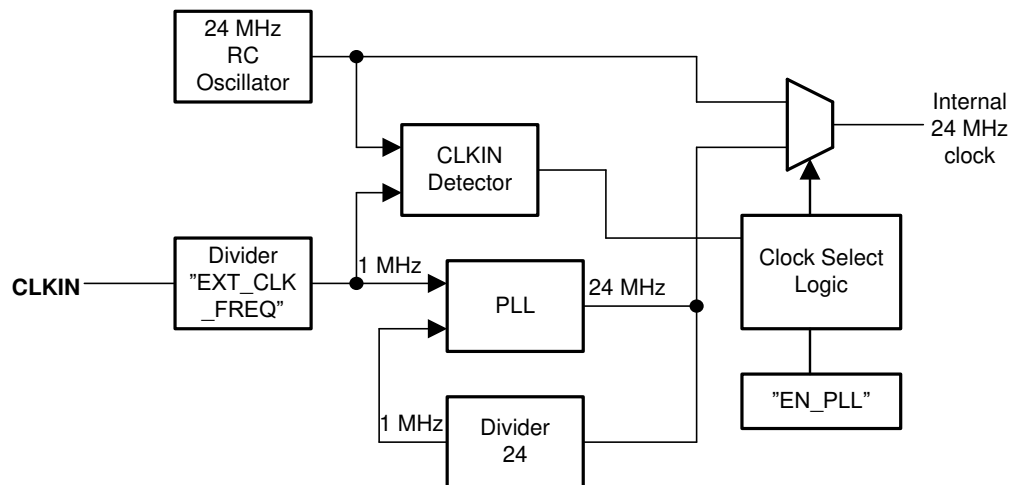 24 MHz
RC
Oscillator
CLKIN
Detector
Internal
24 MHz
clock
CLKIN
Divider
”EXT_CLK
_FREQ”
1 MHz
PLL
24 MHz
Clock Select
Logic
1 MHz
Divider
24
”EN_PLL”